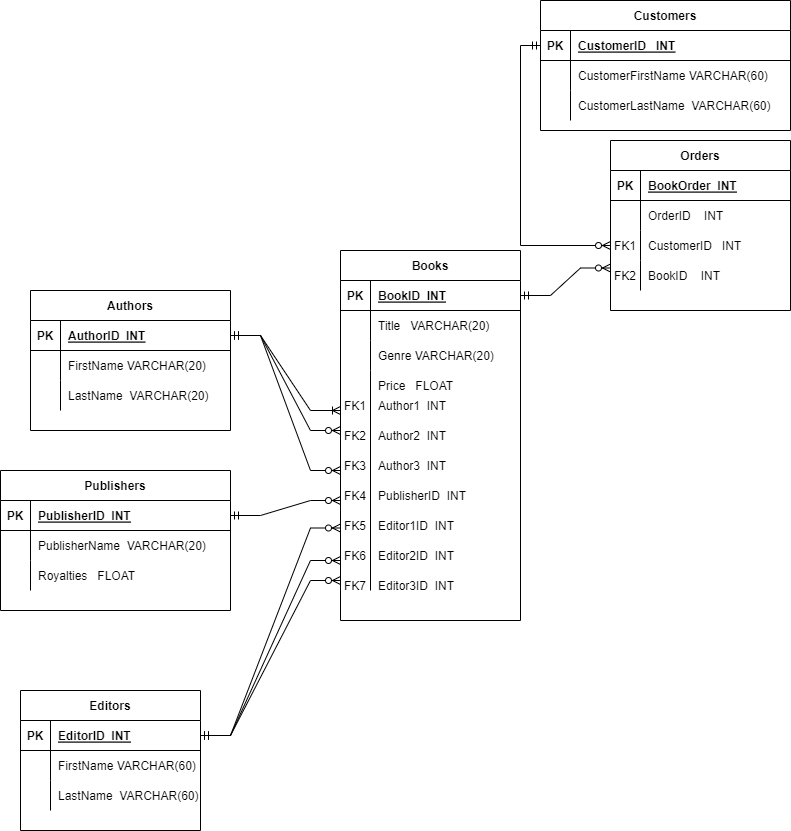 Customers
PK CustomerID INT
CustomerFirstName VARCHAR(60)
CustomerLastName VARCHAR(60)
Orders
PK BookOrder INT
OrderID INT
FK1 CustomerID INT
FK2 BookID INT
Books
PK BookID INT
Title VARCHAR(20)
Genre VARCHAR(20)
Price FLOAT
FK1 Author1 INT
FK2 Author2 INT
FK3 Author3 INT
FK4 PublisherID INT
FK5 Editor1ID INT
FK6 Editor2ID INT
FK7 Editor3ID INT
Authors
PK AuthorID INT
FirstName VARCHAR(20)
LastName VARCHAR(20)
Publishers
PK PublisherID INT
PublisherName VARCHAR(20)
Royalties FLOAT
Editors
PK EditorID INT
FirstName VARCHAR(60)
LastName VARCHAR(60)